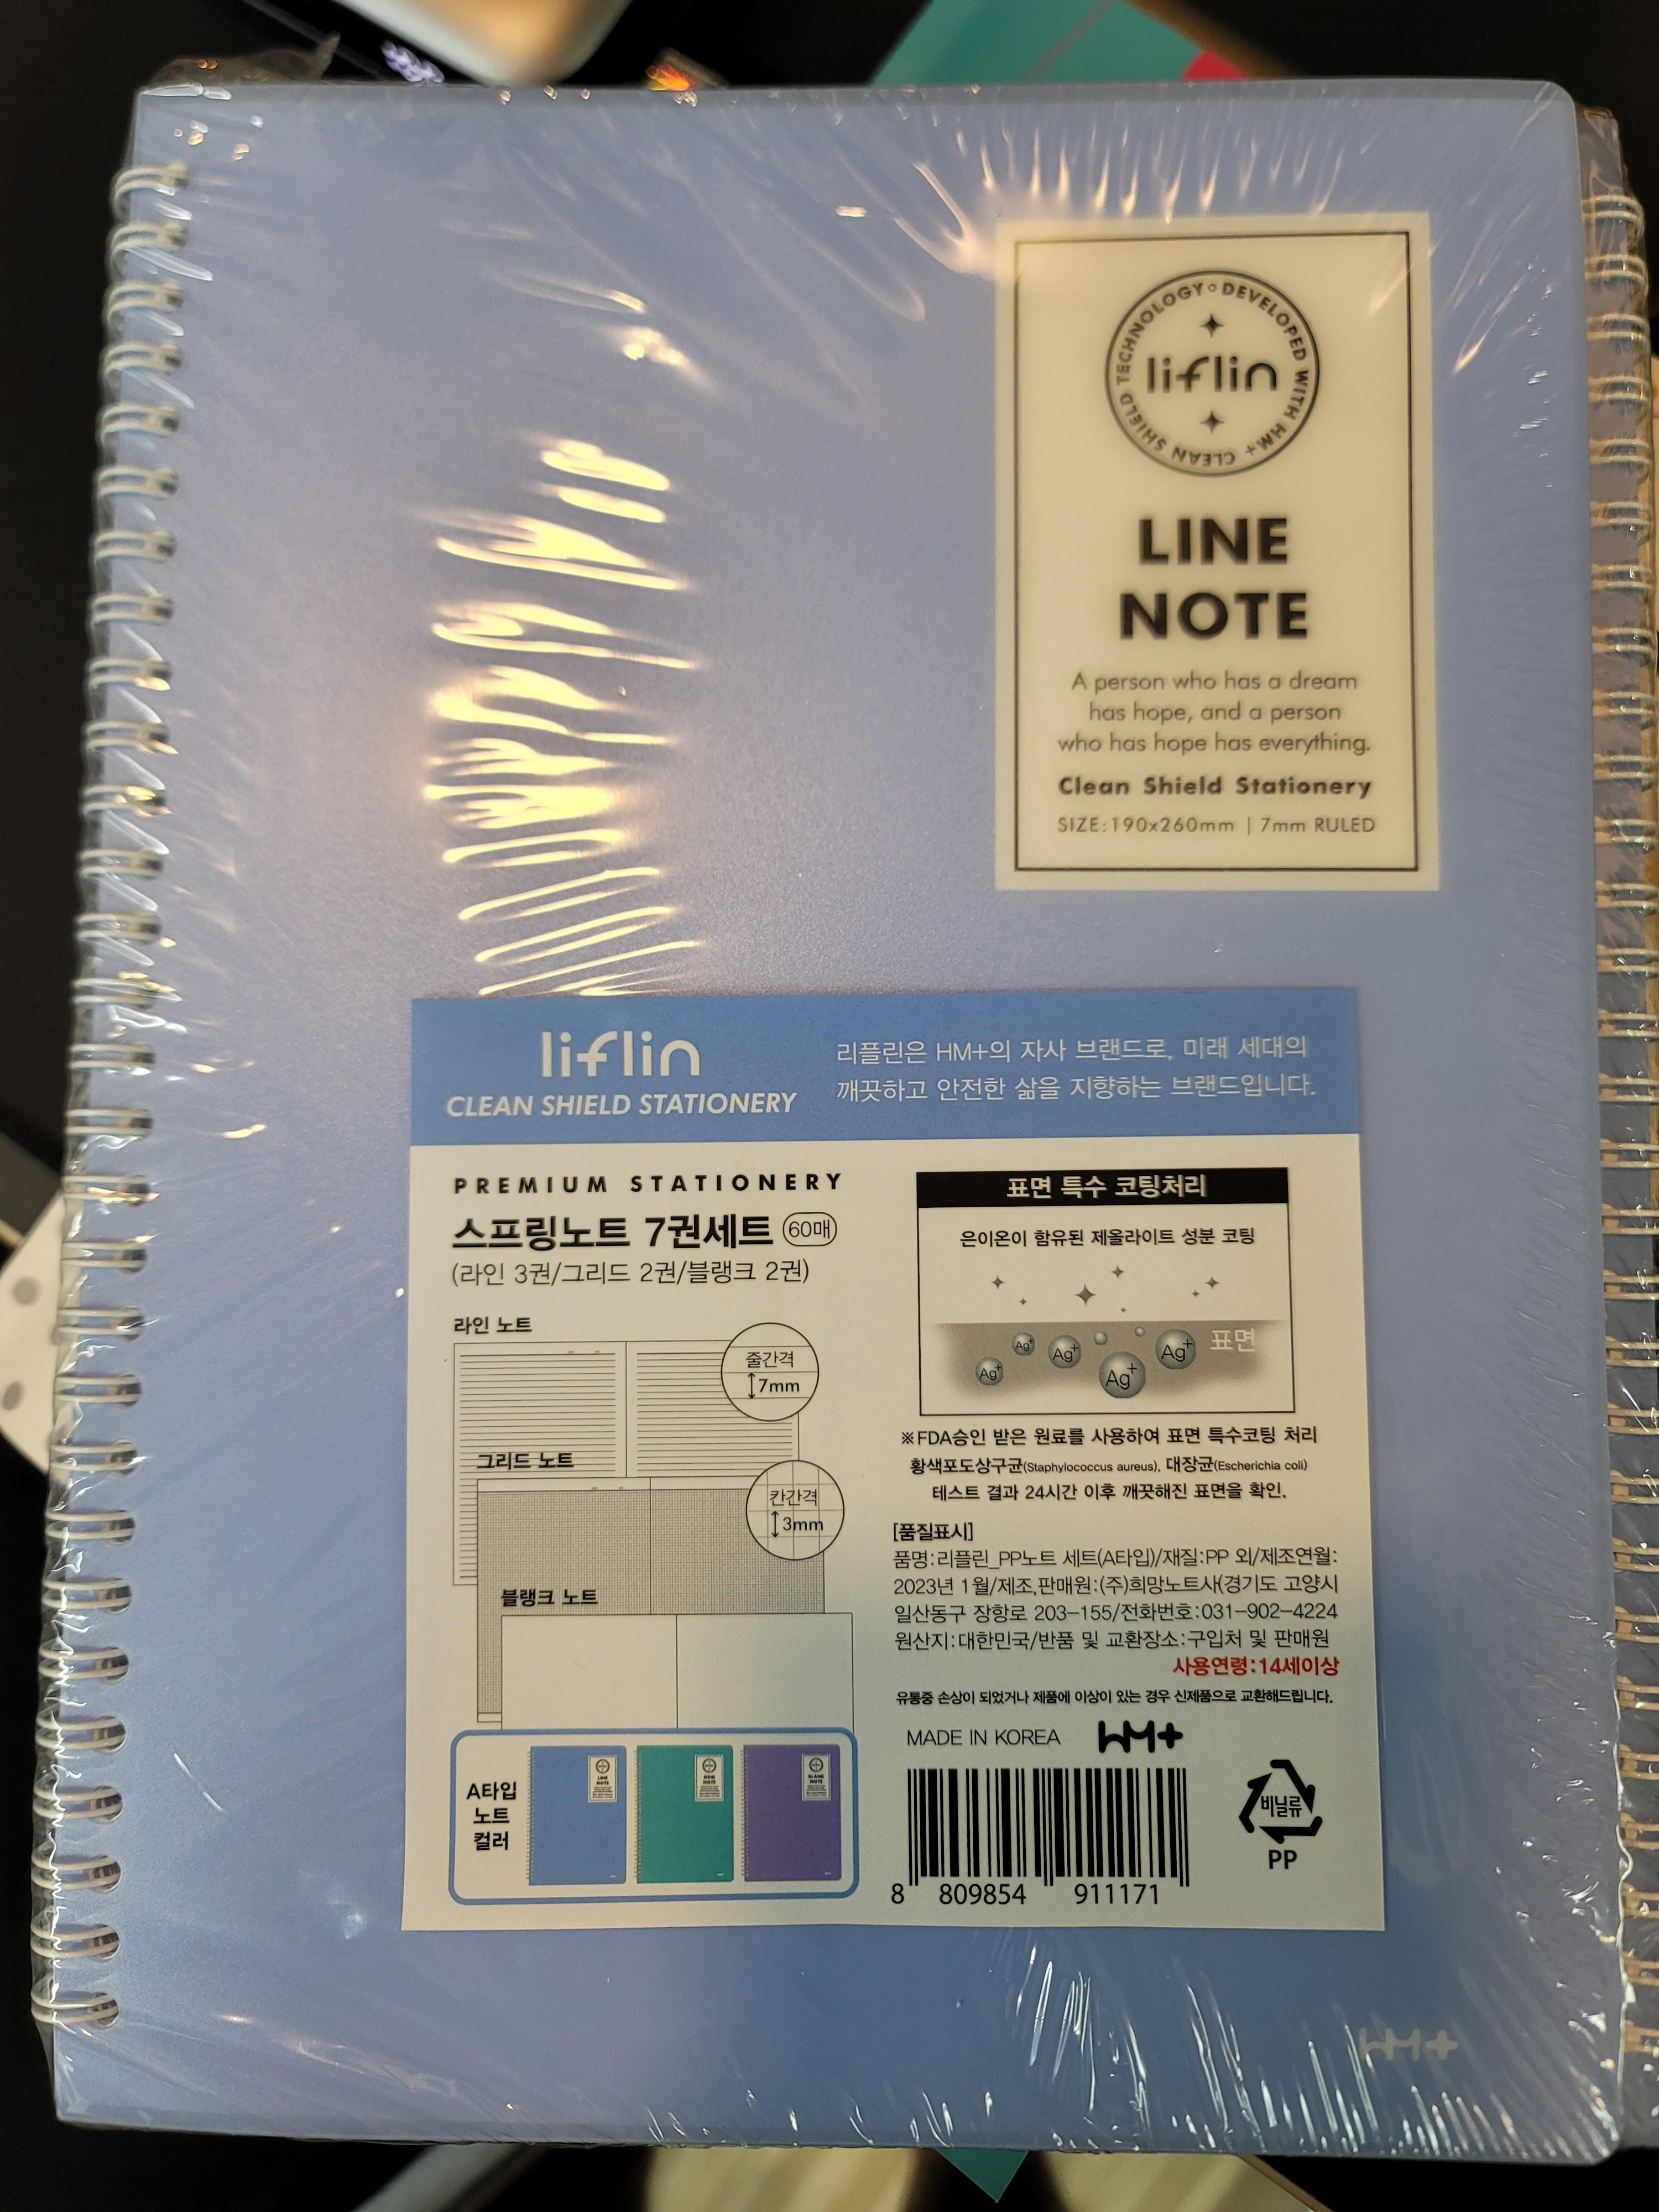 CLEAN SHIELD TECHNOLOGY◦DEVELOPED WITH HM+
liflin
LINE
NOTE
A person who has a dream
has hope, and a person
who has hope has everything.
Clean Shield Stationery
SIZE:190x260mm | 7mm RULED
liflin
CLEAN SHIELD STATIONERY
리플린은 HM+의 자사 브랜드로, 미래 세대의
깨끗하고 안전한 삶을 지향하는 브랜드입니다.
PREMIUM STATIONERY
스프링노트 7권세트 60매
(라인 3권/그리드 2권/블랭크 2권)
라인 노트
줄간격
7mm
그리드 노트
칸간격
3mm
블랭크 노트
A타입
노트
컬러
LINE
NOTE
GRID
NOTE
BLANK
NOTE
표면 특수 코팅처리
은이온이 함유된 제올라이트 성분 코팅
표면
Ag+
Ag+
Ag+
Ag+
Ag+
※FDA승인 받은 원료를 사용하여 표면 특수코팅 처리
황색포도상구균(Staphylococcus aureus), 대장균(Escherichia coli)
테스트 결과 24시간 이후 깨끗해진 표면을 확인.
[품질표시]
품명:리플린_PP노트 세트(A타입)/재질:PP 외/제조연월:
2023년 1월/제조,판매원:(주)희망노트사(경기도 고양시
일산동구 장항로 203-155/전화번호:031-902-4224
원산지:대한민국/반품 및 교환장소:구입처 및 판매원
사용연령:14세이상
유통중 손상이 되었거나 제품에 이상이 있는 경우 신제품으로 교환해드립니다.
MADE IN KOREA HM+
8 809854 911171
비닐류
PP
HM+